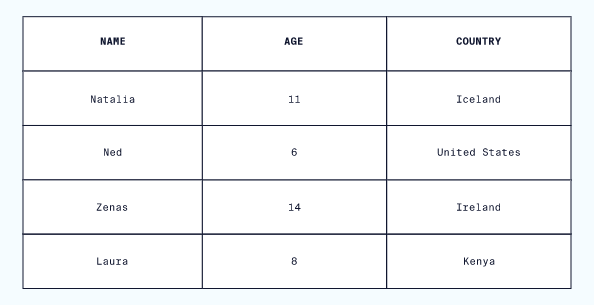 NAME AGE COUNTRY
Natalia 11 Iceland
Ned 6 United States
Zenas 14 Ireland
Laura 8 Kenya